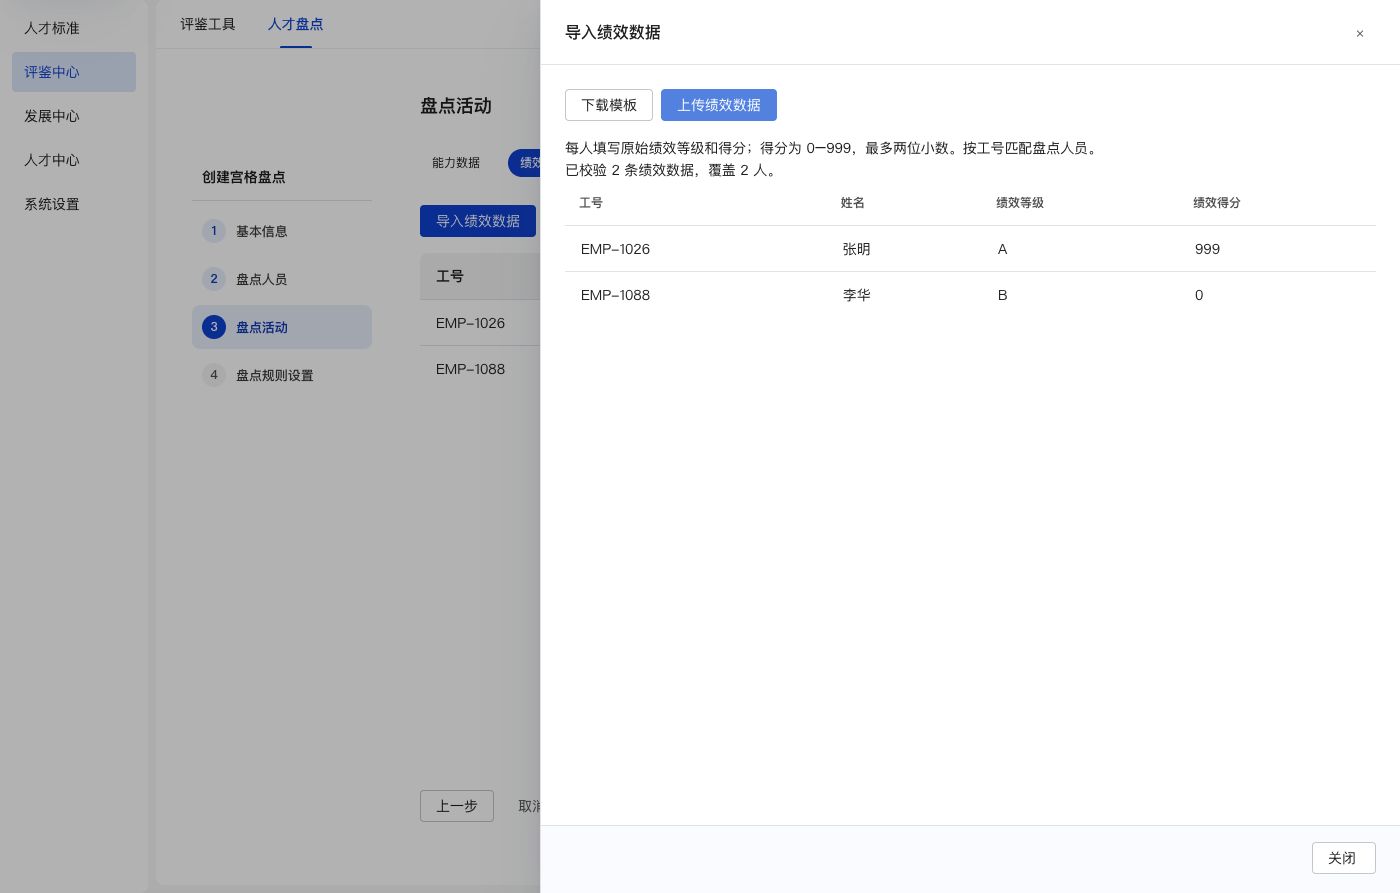 人才标准
评鉴中心
发展中心
人才中心
系统设置
评鉴工具 人才盘点
创建宫格盘点
1 基本信息
2 盘点人员
3 盘点活动
4 盘点规则设置
盘点活动
能力数据 绩效
导入绩效数据
工号
EMP-1026
EMP-1088
上一步
导入绩效数据 ×
下载模板 上传绩效数据
每人填写原始绩效等级和得分；得分为 0—999，最多两位小数。按工号匹配盘点人员。
已校验 2 条绩效数据，覆盖 2 人。
工号 姓名 绩效等级 绩效得分
EMP-1026 张明 A 999
EMP-1088 李华 B 0
关闭